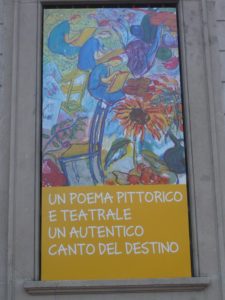 UN POEMA PITTORICO
E TEATRALE
UN AUTENTICO
CANTO DEL DESTINO